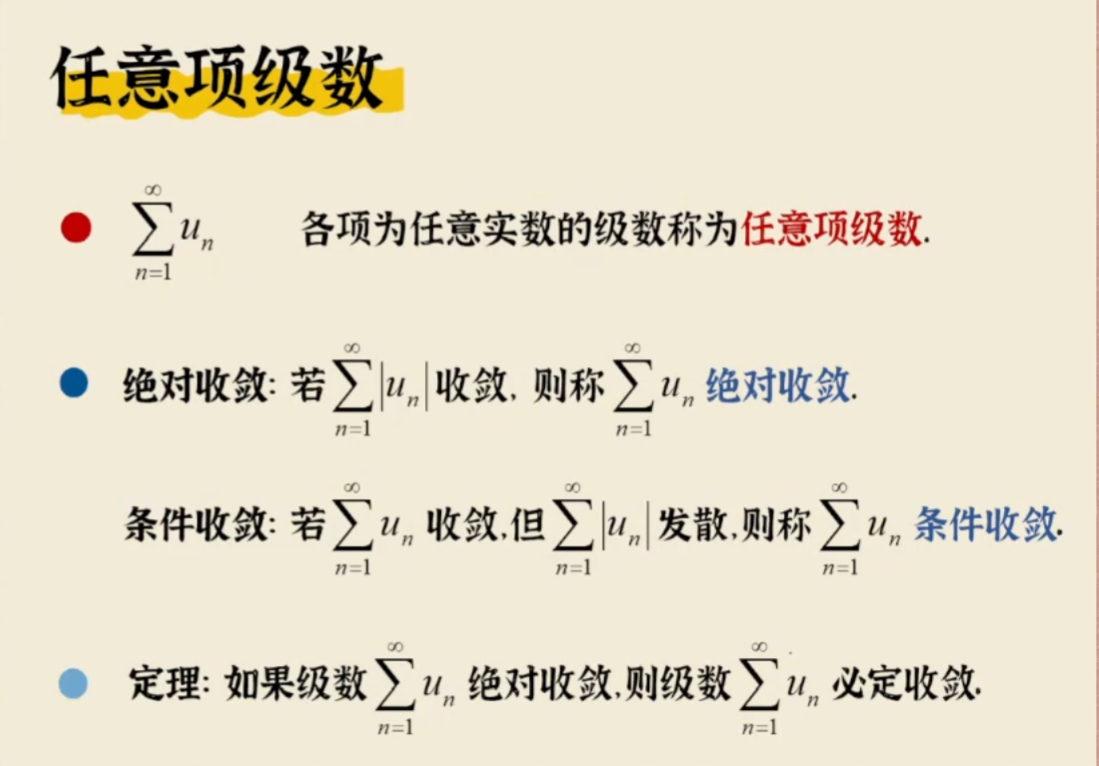 任意项级数
$\sum_{n=1}^{\infty} u_n$ 各项为任意实数的级数称为任意项级数.
绝对收敛: 若 $\sum_{n=1}^{\infty} |u_n|$ 收敛, 则称 $\sum_{n=1}^{\infty} u_n$ 绝对收敛.
条件收敛: 若 $\sum_{n=1}^{\infty} u_n$ 收敛,但 $\sum_{n=1}^{\infty} |u_n|$ 发散,则称 $\sum_{n=1}^{\infty} u_n$ 条件收敛.
定理: 如果级数 $\sum_{n=1}^{\infty} u_n$ 绝对收敛,则级数 $\sum_{n=1}^{\infty} u_n$ 必定收敛.